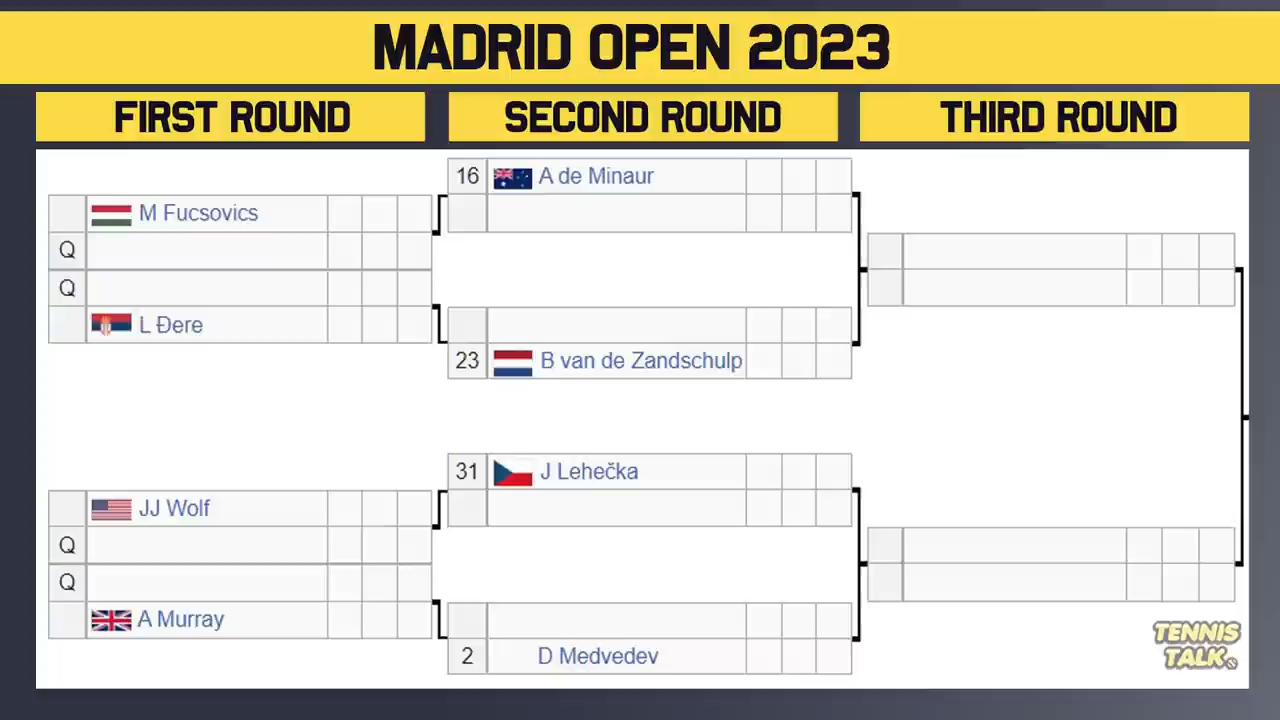 MADRID OPEN 2023
FIRST ROUND
SECOND ROUND
THIRD ROUND
16 A de Minaur
M Fucsovics
Q
Q
L Đere
23 B van de Zandschulp
31 J Lehečka
JJ Wolf
Q
Q
A Murray
2 D Medvedev
TENNIS
TALK